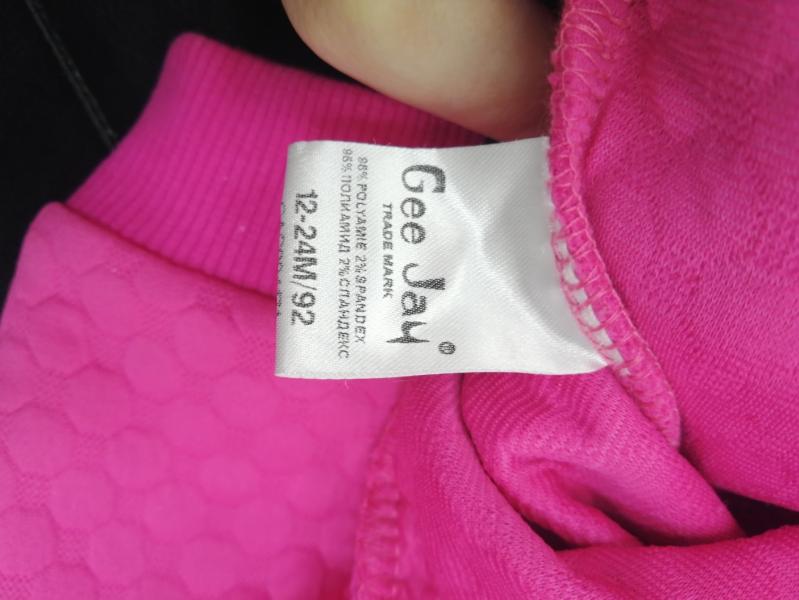 Gee Jay ®
TRADE MARK
98% POLYAMIE 2% SPANDEX
98% ПОЛИАМИД 2% СПАНДЕКС
12-24M/92